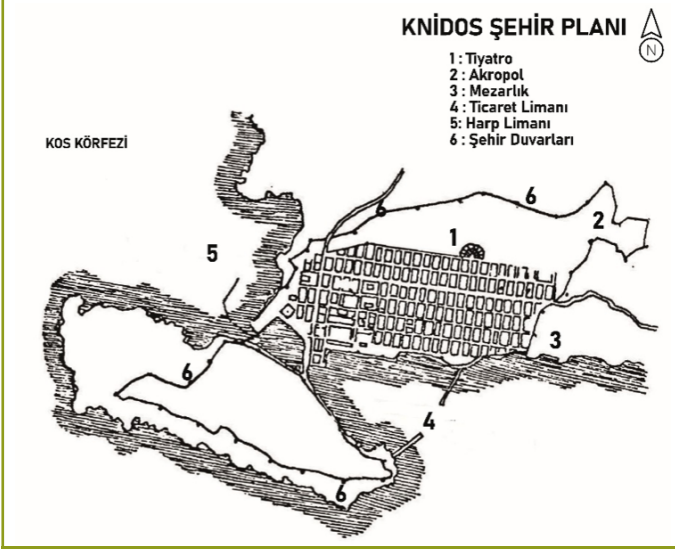 KNİDOS ŞEHİR PLANI
N
1 : Tiyatro
2 : Akropol
3 : Mezarlık
4 : Ticaret Limanı
5: Harp Limanı
6 : Şehir Duvarları
KOS KÖRFEZİ
6
6
2
1
5
3
6
4
6